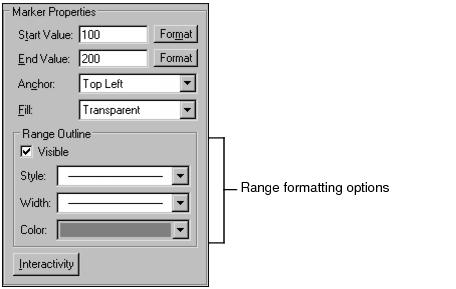 Marker Properties
Start Value: 100 Format
End Value: 200 Format
Anchor: Top Left
Fill: Transparent
Range Outline
Visible
Style:
Width:
Color:
Range formatting options
Interactivity